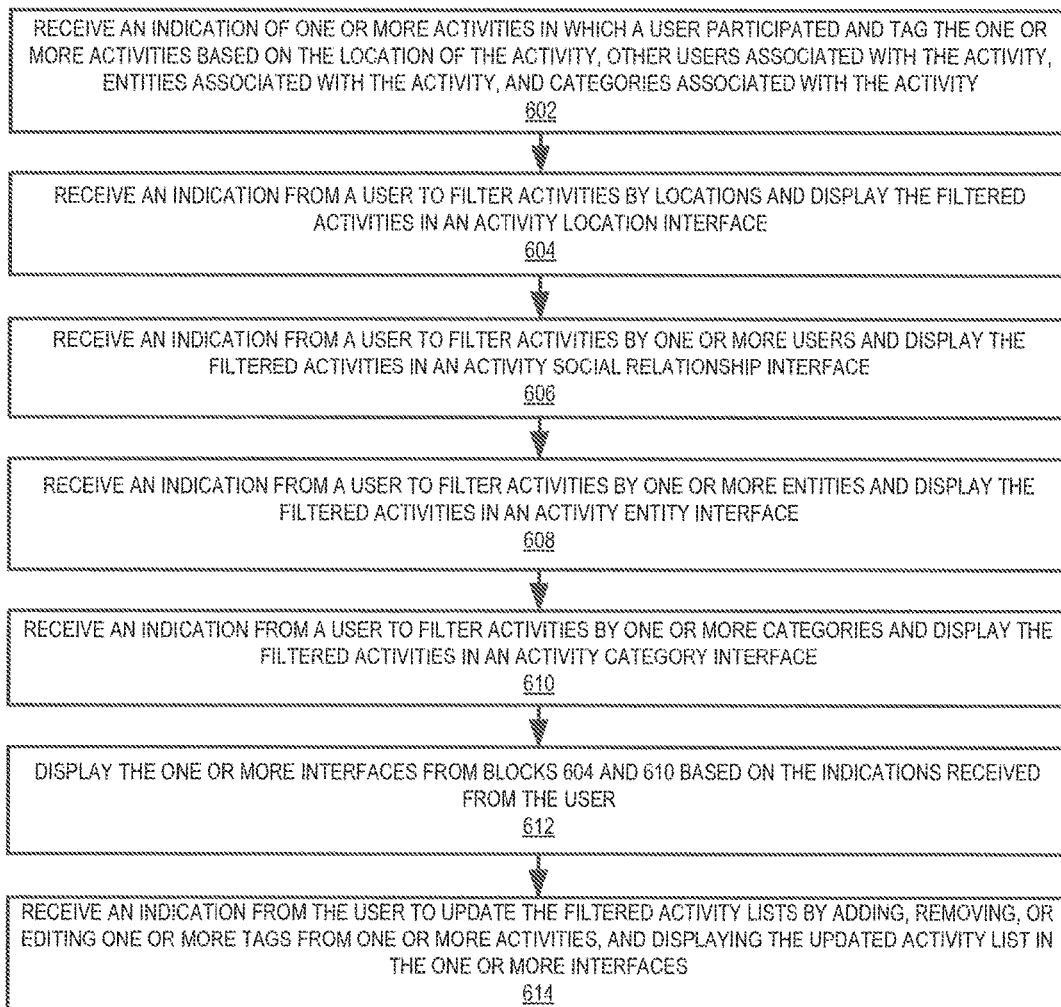 RECEIVE AN INDICATION OF ONE OR MORE ACTIVITIES IN WHICH A USER PARTICIPATED AND TAG THE ONE OR
MORE ACTIVITIES BASED ON THE LOCATION OF THE ACTIVITY, OTHER USERS ASSOCIATED WITH THE ACTIVITY,
ENTITIES ASSOCIATED WITH THE ACTIVITY, AND CATEGORIES ASSOCIATED WITH THE ACTIVITY
602
RECEIVE AN INDICATION FROM A USER TO FILTER ACTIVITIES BY LOCATIONS AND DISPLAY THE FILTERED
ACTIVITIES IN AN ACTIVITY LOCATION INTERFACE
604
RECEIVE AN INDICATION FROM A USER TO FILTER ACTIVITIES BY ONE OR MORE USERS AND DISPLAY THE
FILTERED ACTIVITIES IN AN ACTIVITY SOCIAL RELATIONSHIP INTERFACE
606
RECEIVE AN INDICATION FROM A USER TO FILTER ACTIVITIES BY ONE OR MORE ENTITIES AND DISPLAY THE
FILTERED ACTIVITIES IN AN ACTIVITY ENTITY INTERFACE
608
RECEIVE AN INDICATION FROM A USER TO FILTER ACTIVITIES BY ONE OR MORE CATEGORIES AND DISPLAY THE
FILTERED ACTIVITIES IN AN ACTIVITY CATEGORY INTERFACE
610
DISPLAY THE ONE OR MORE INTERFACES FROM BLOCKS 604 AND 610 BASED ON THE INDICATIONS RECEIVED
FROM THE USER
612
RECEIVE AN INDICATION FROM THE USER TO UPDATE THE FILTERED ACTIVITY LISTS BY ADDING, REMOVING, OR
EDITING ONE OR MORE TAGS FROM ONE OR MORE ACTIVITIES, AND DISPLAYING THE UPDATED ACTIVITY LIST IN
THE ONE OR MORE INTERFACES
614